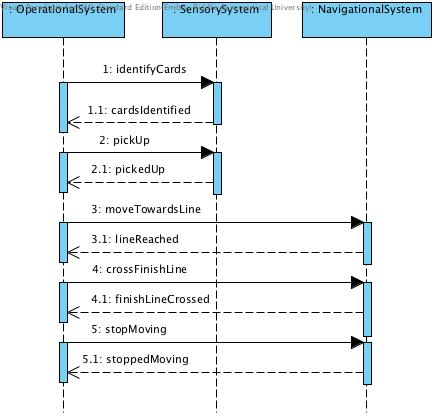 : OperationalSystem
: SensorySystem
: NavigationalSystem
1: identifyCards
1.1: cardsIdentified
2: pickUp
2.1: pickedUp
3: moveTowardsLine
3.1: lineReached
4: crossFinishLine
4.1: finishLineCrossed
5: stopMoving
5.1: stoppedMoving